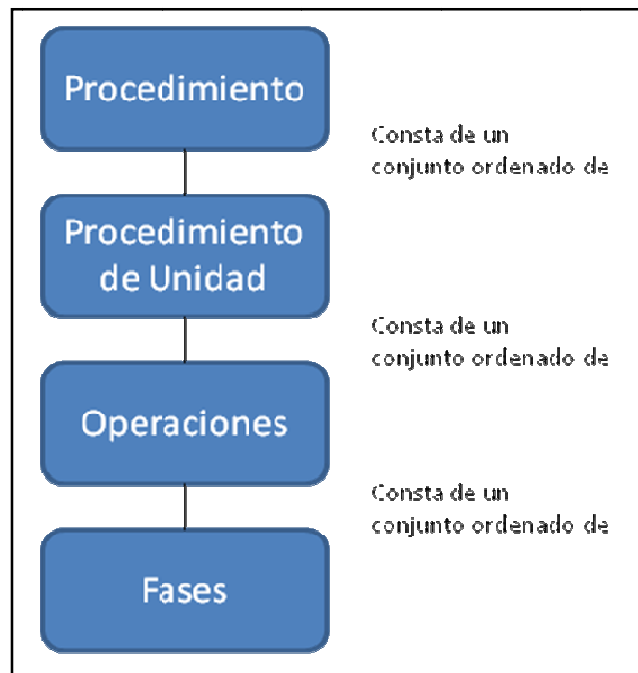 Procedimiento
Consta de un
conjunto ordenado de
Procedimiento
de Unidad
Consta de un
conjunto ordenado de
Operaciones
Consta de un
conjunto ordenado de
Fases